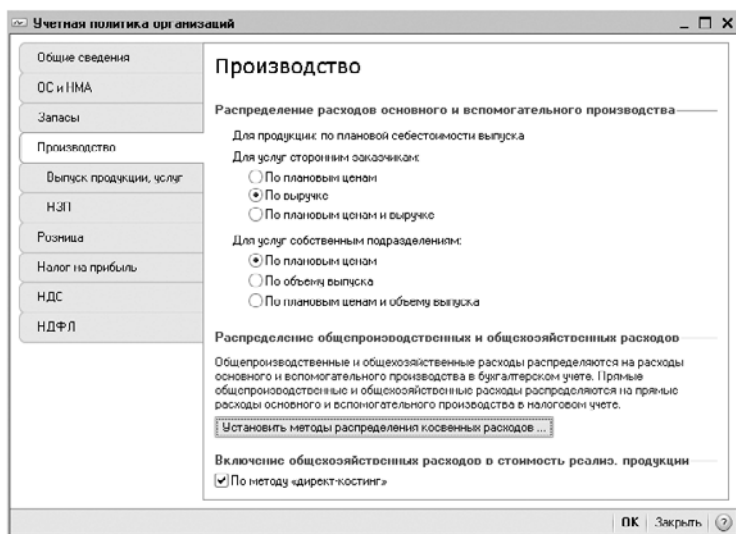 Учетная политика организаций
Общие сведения
ОС и НМА
Запасы
Производство
Выпуск продукции, услуг
НЗП
Розница
Налог на прибыль
НДС
НДФЛ
Производство
Распределение расходов основного и вспомогательного производства
Для продукции: по плановой себестоимости выпуска
Для услуг сторонним заказчикам:
По плановым ценам
По выручке
По плановым ценам и выручке
Для услуг собственным подразделениям:
По плановым ценам
По объему выпуска
По плановым ценам и объему выпуска
Распределение общепроизводственных и общехозяйственных расходов
Общепроизводственные и общехозяйственные расходы распределяются на расходы
основного и вспомогательного производства в бухгалтерском учете. Прямые
общепроизводственные и общехозяйственные расходы распределяются на прямые
расходы основного и вспомогательного производства в налоговом учете.
Установить методы распределения косвенных расходов ...
Включение общехозяйственных расходов в стоимость реализ. продукции
По методу «директ-костинг»
ОК Закрыть ?